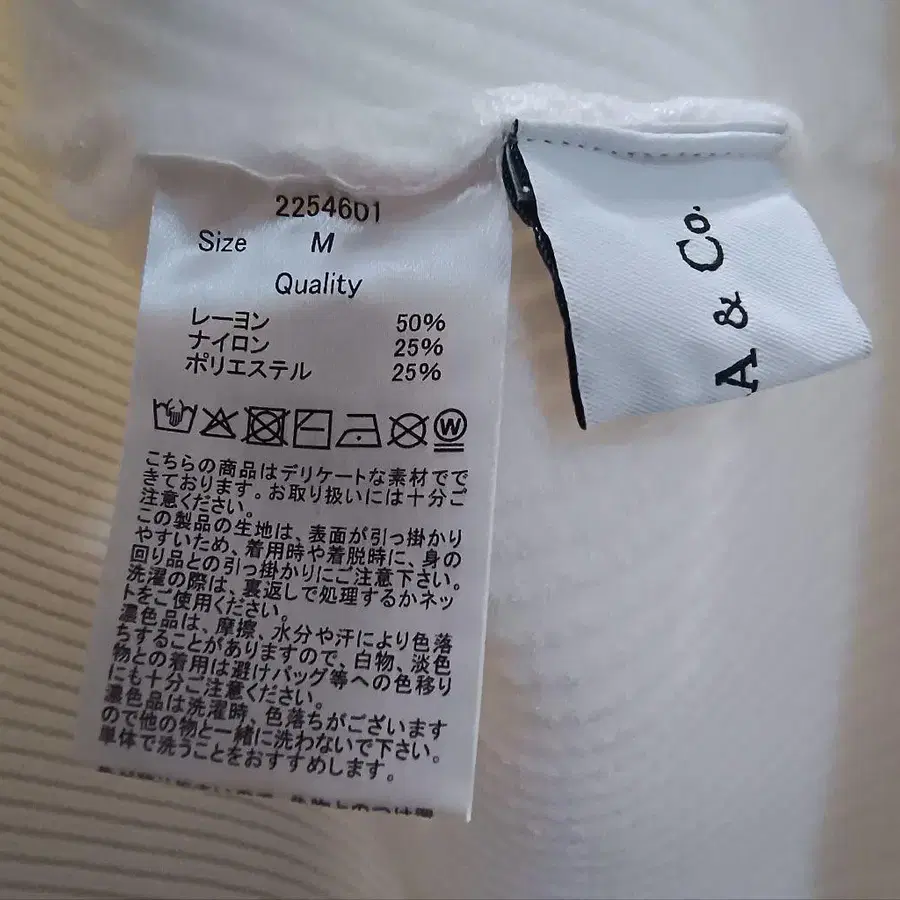 2254601
Size M
Quality
レーヨン 50%
ナイロン 25%
ポリエステル 25%
W
こちらの商品はデリケートな素材でで
きております。お取り扱いには十分ご
注意ください。
この製品の生地は、表面が引っ掛かり
やすいため、着用時や着脱時に、身の
回り品との引っ掛かりにご注意下さい。
洗濯の際は、裏返しで処理するかネッ
トをご使用ください。
濃色品は、摩擦、水分や汗により色落
ちすることがありますので、白物、淡色
物との着用は避けバッグ等への色移り
にも十分ご注意ください。
濃色品は洗濯時、色落ちがございます
ので他の物と一緒に洗わないで下さい。
単体で洗うことをおすすめします。
A & Co.